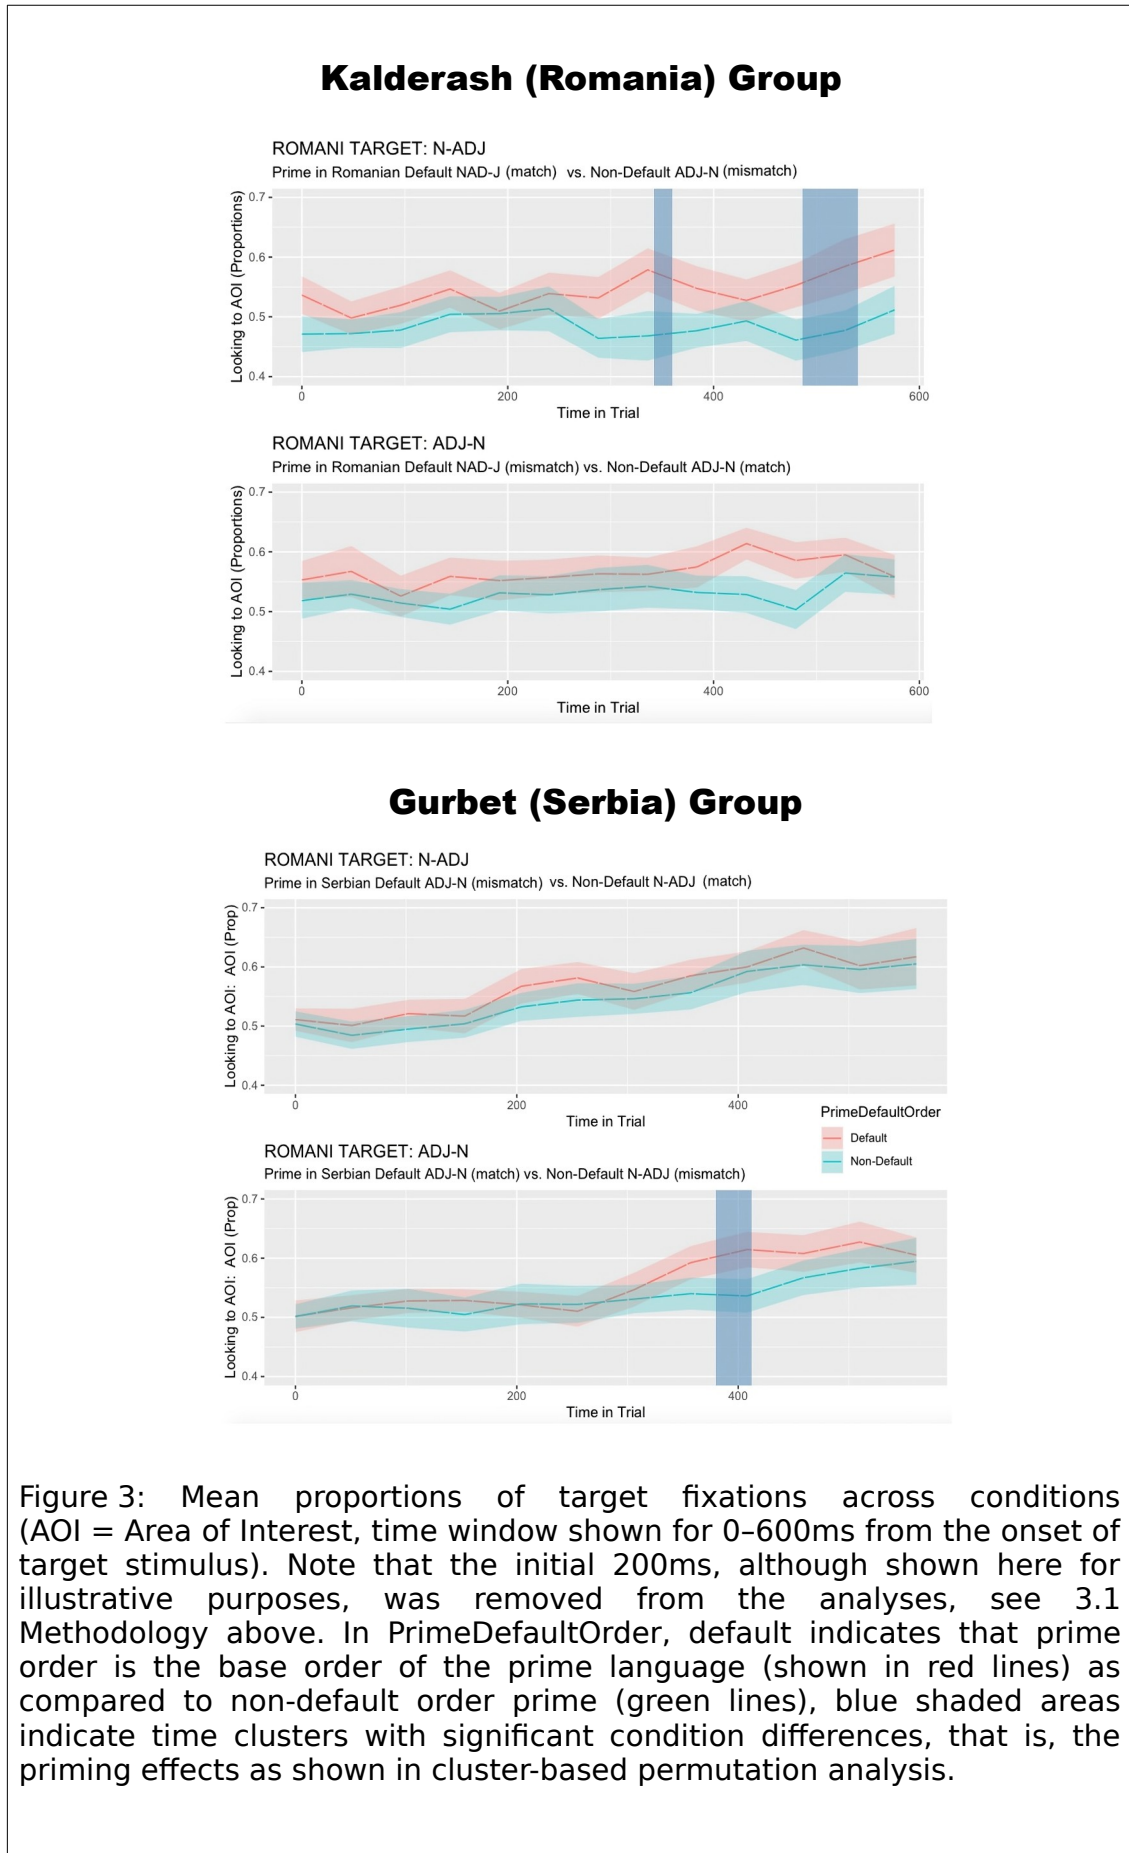 Kalderash (Romania) Group
ROMANI TARGET: N-ADJ
Prime in Romanian Default NAD-J (match) vs. Non-Default ADJ-N (mismatch)
Looking to AOI (Proportions)
0.7
0.6
0.5
0.4
0 200 400 600
Time in Trial
ROMANI TARGET: ADJ-N
Prime in Romanian Default NAD-J (mismatch) vs. Non-Default ADJ-N (match)
Looking to AOI (Proportions)
0.7
0.6
0.5
0.4
0 200 400 600
Time in Trial
Gurbet (Serbia) Group
ROMANI TARGET: N-ADJ
Prime in Serbian Default ADJ-N (mismatch) vs. Non-Default N-ADJ (match)
Looking to AOI: AOI (Prop)
0.7
0.6
0.5
0.4
0 200 400
Time in Trial
PrimeDefaultOrder
Default
Non-Default
ROMANI TARGET: ADJ-N
Prime in Serbian Default ADJ-N (match) vs. Non-Default N-ADJ (mismatch)
Looking to AOI: AOI (Prop)
0.7
0.6
0.5
0.4
0 200 400
Time in Trial
Figure 3: Mean proportions of target fixations across conditions
(AOI = Area of Interest, time window shown for 0–600ms from the onset of
target stimulus). Note that the initial 200ms, although shown here for
illustrative purposes, was removed from the analyses, see 3.1
Methodology above. In PrimeDefaultOrder, default indicates that prime
order is the base order of the prime language (shown in red lines) as
compared to non-default order prime (green lines), blue shaded areas
indicate time clusters with significant condition differences, that is, the
priming effects as shown in cluster-based permutation analysis.